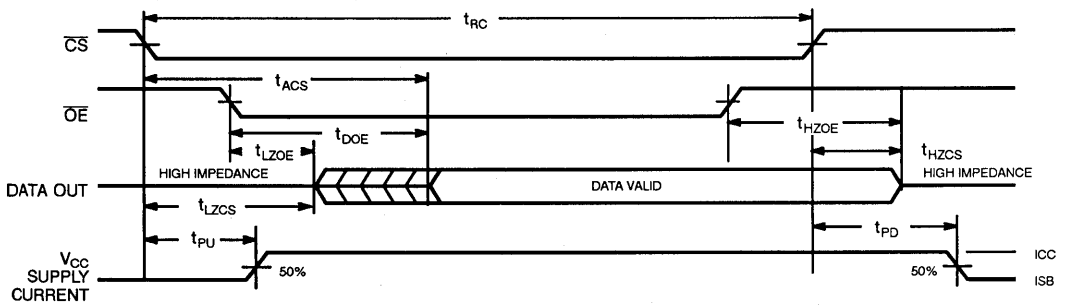 tRC
CS
tACS
OE
tDOE
tHZOE
tLZOE
tHZCS
HIGH IMPEDANCE
HIGH IMPEDANCE
DATA OUT
DATA VALID
tLZCS
tPU
tPD
VCC
SUPPLY
CURRENT
50%
50%
ICC
ISB